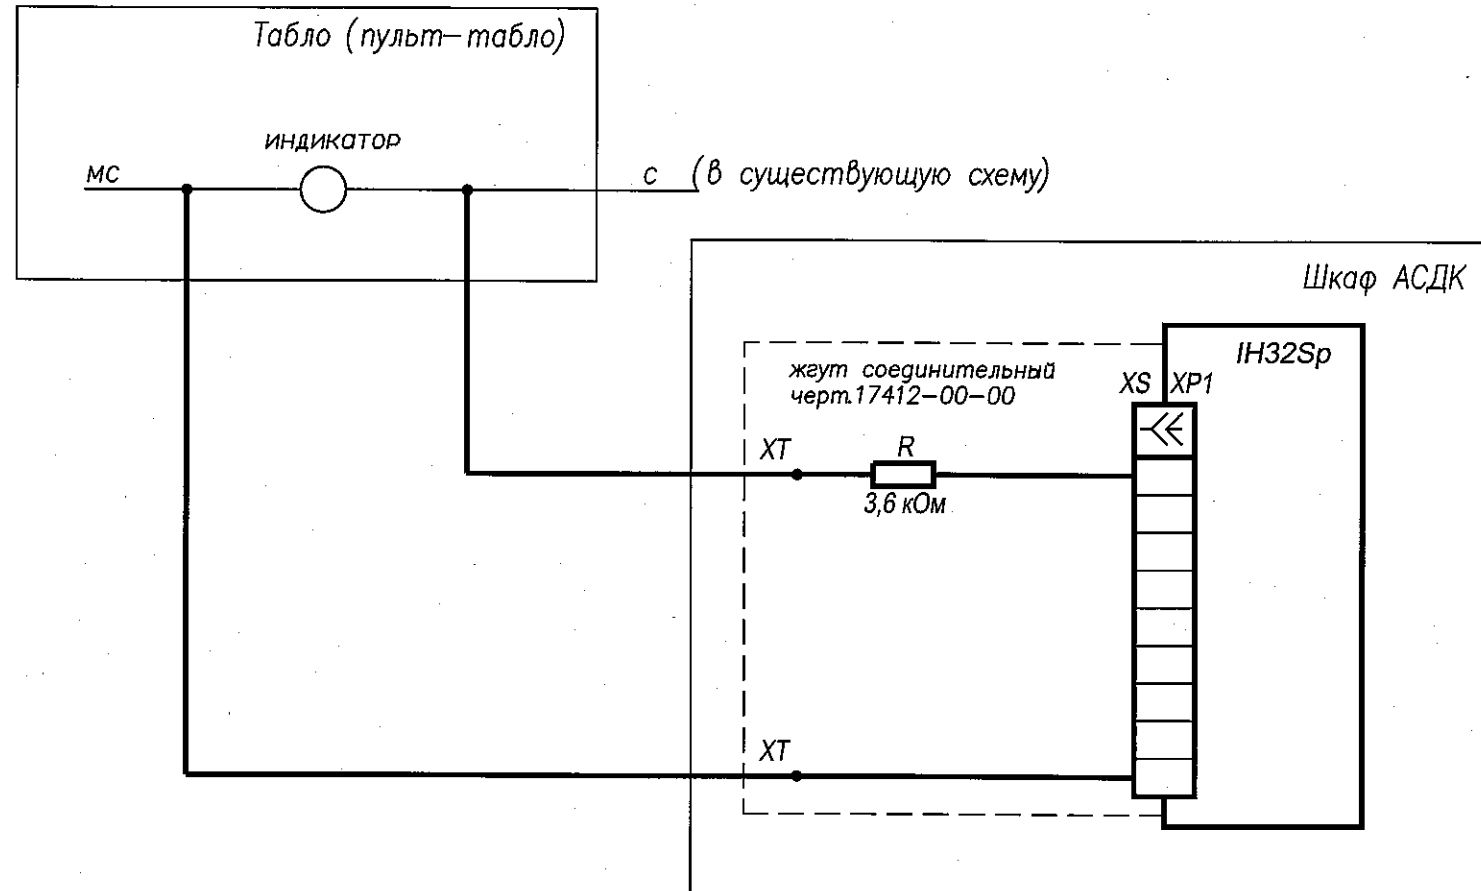 Табло (пульт-табло)
индикатор
мс
с (в существующую схему)
Шкаф АСДК
IH32Sp
жгут соединительный
черт.17412-00-00
XS XP1
XT
R
3,6 кОм
XT